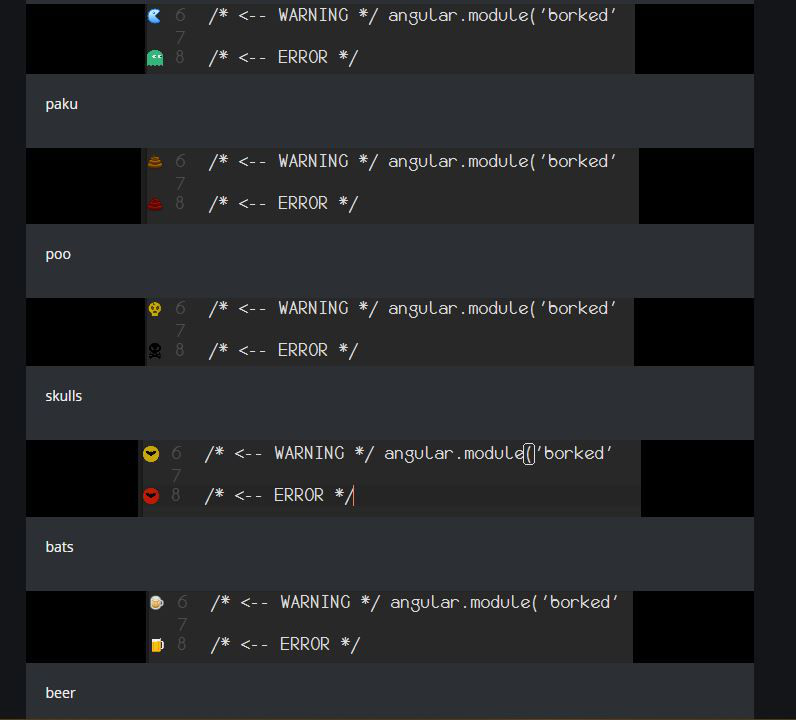 6 /* <-- WARNING */ angular.module('borked'
7
8 /* <-- ERROR */
paku
6 /* <-- WARNING */ angular.module('borked'
7
8 /* <-- ERROR */
poo
6 /* <-- WARNING */ angular.module('borked'
7
8 /* <-- ERROR */
skulls
6 /* <-- WARNING */ angular.module('borked'
7
8 /* <-- ERROR */
bats
6 /* <-- WARNING */ angular.module('borked'
7
8 /* <-- ERROR */
beer